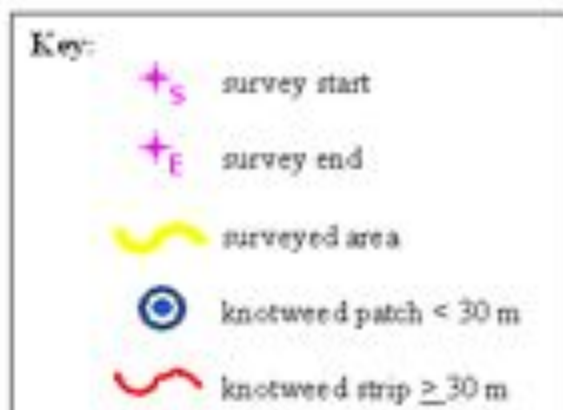 Key:
S survey start
E survey end
surveyed area
knotweed patch < 30 m
knotweed strip ≥ 30 m